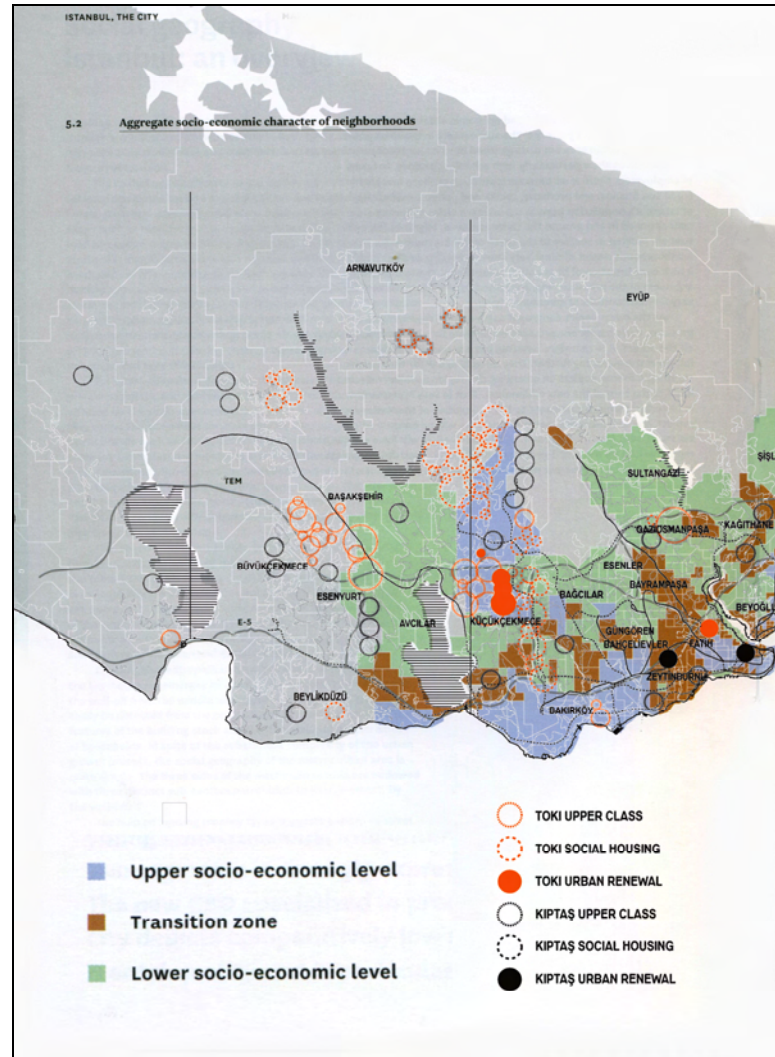 ISTANBUL, THE CITY
5.2 Aggregate socio-economic character of neighborhoods
ARNAVUTKÖY
EYÜP
SULTANGAZİ
ŞİŞL
TEM
BAŞAKŞEHİR
GAZİOSMANPAŞA
KAĞITHANE
BÜYÜKÇEKMECE
ESENLER
BAYRAMPAŞA
ESENYURT
BAĞCILAR
BEYOĞLU
AVCILAR
KÜÇÜKÇEKMECE
E-5
GÜNGÖREN
BAHÇELİEVLER
FATİH
ZEYTİNBURNU
BEYLİKDÜZÜ
BAKIRKÖY
TOKI UPPER CLASS
TOKI SOCIAL HOUSING
Upper socio-economic level
TOKI URBAN RENEWAL
Transition zone
KIPTAŞ UPPER CLASS
KIPTAŞ SOCIAL HOUSING
Lower socio-economic level
KIPTAŞ URBAN RENEWAL